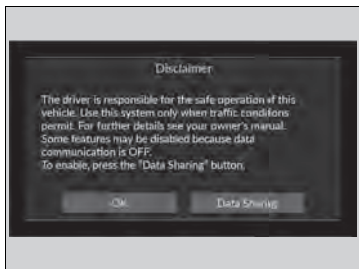 Disclaimer
The driver is responsible for the safe operation of this
vehicle. Use this system only when traffic conditions
permit. For further details see your owner's manual.
Some features may be disabled because data
communication is OFF.
To enable, press the "Data Sharing" button.
OK
Data Sharing